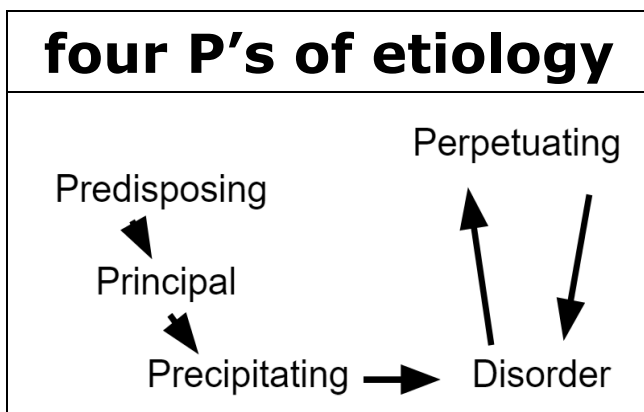 four P’s of etiology
Perpetuating
Predisposing
Principal
Precipitating
Disorder